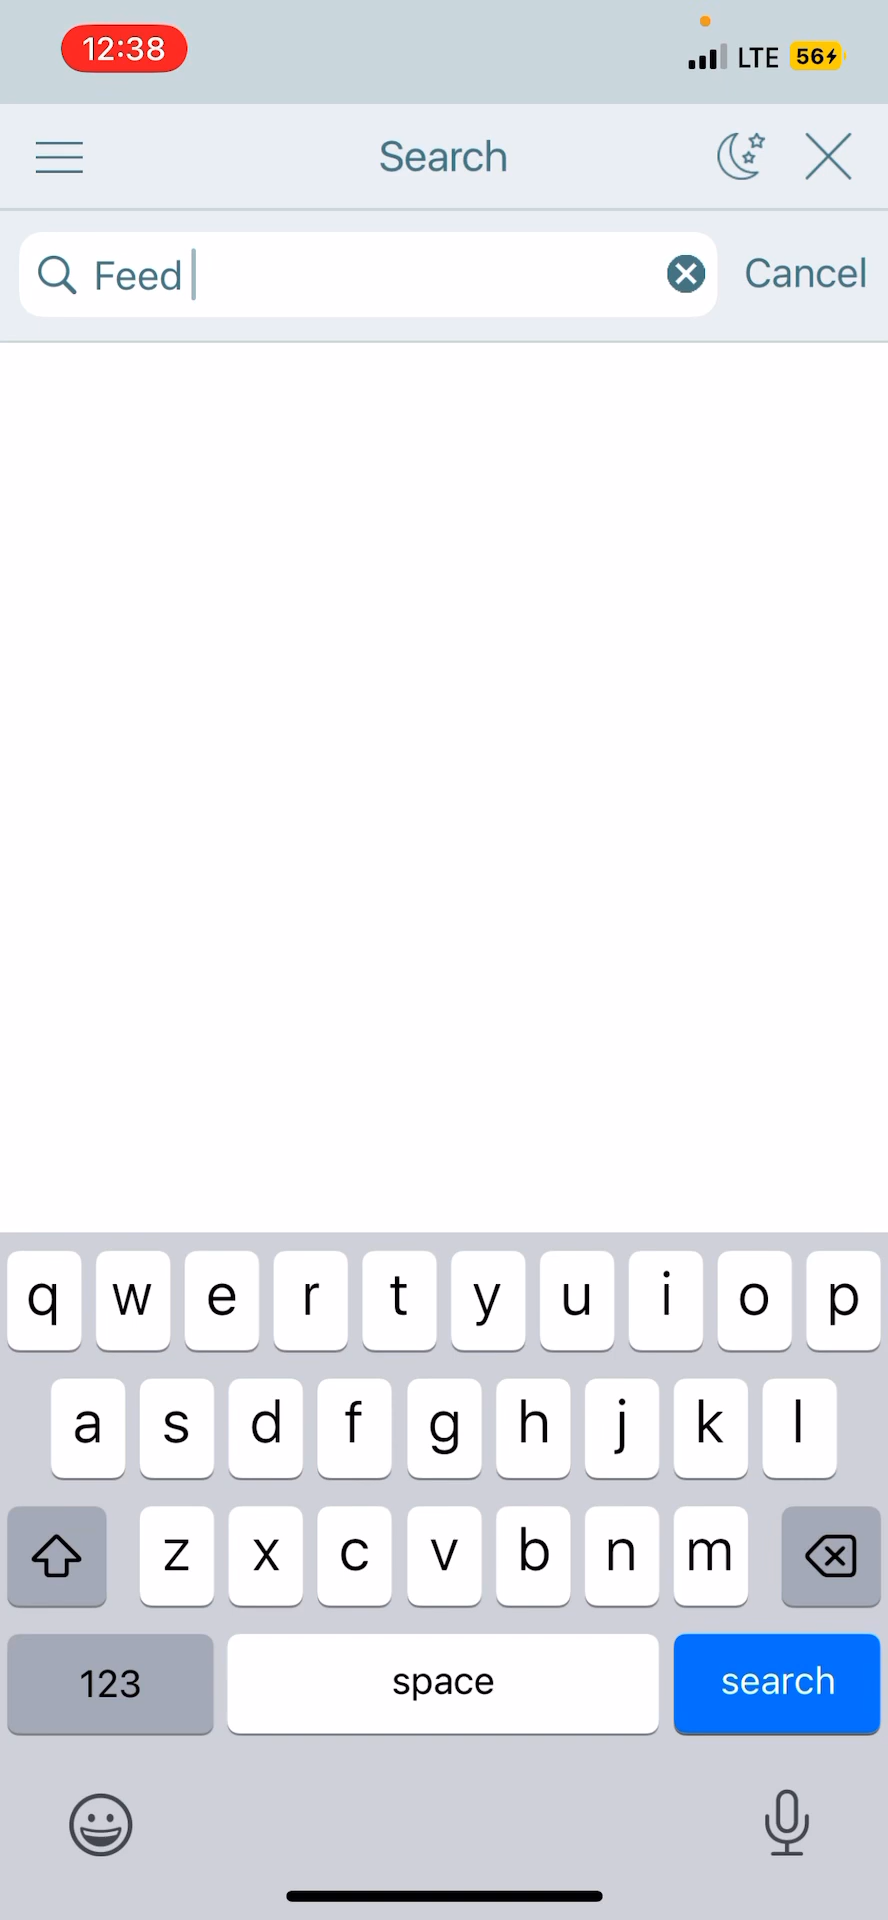 12:38 LTE 56
Search
Feed Cancel
q w e r t y u i o p
a s d f g h j k l
z x c v b n m
123 space search